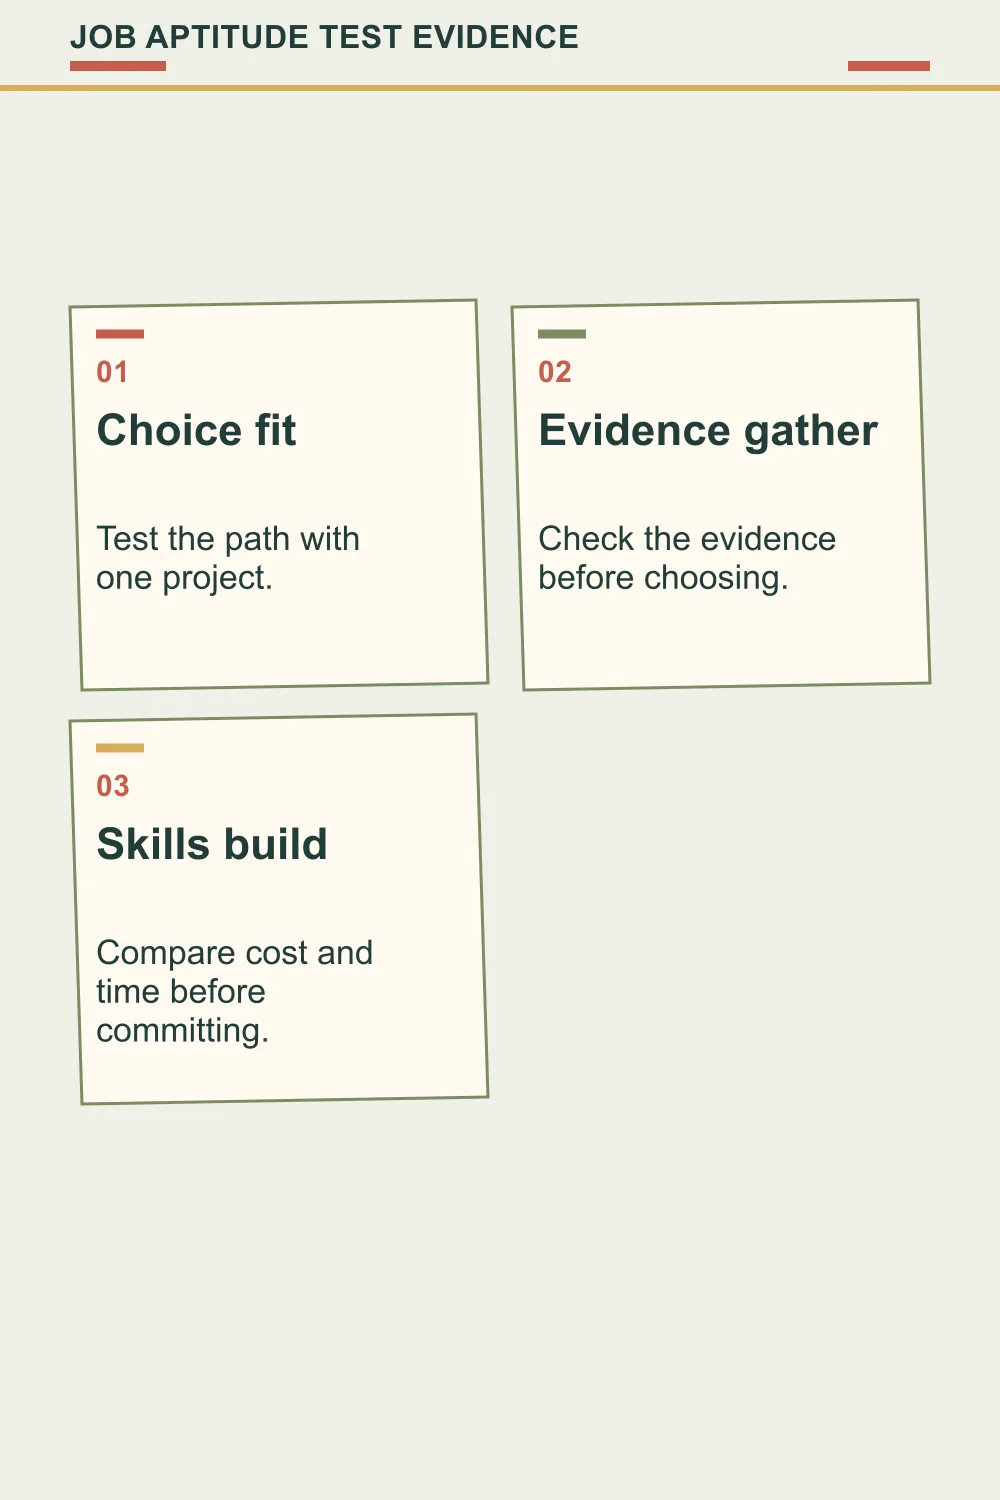 JOB APTITUDE TEST EVIDENCE
01
Choice fit
Test the path with
one project.
02
Evidence gather
Check the evidence
before choosing.
03
Skills build
Compare cost and
time before
committing.